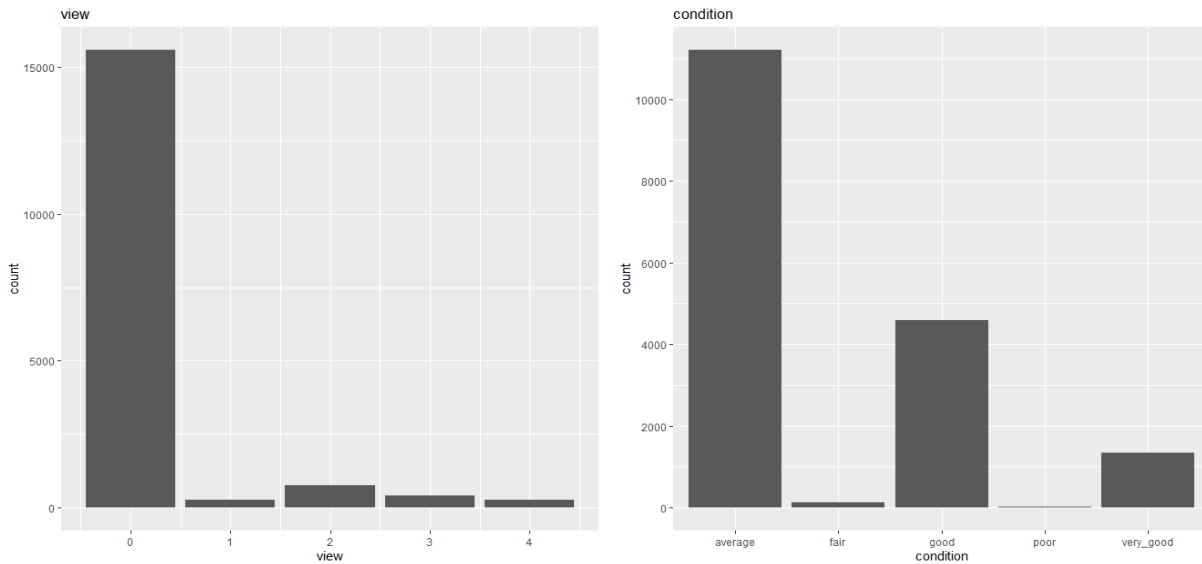 view
15000
10000
5000
0
count
0 1 2 3 4
view
condition
10000
8000
6000
4000
2000
0
count
average fair good poor very_good
condition